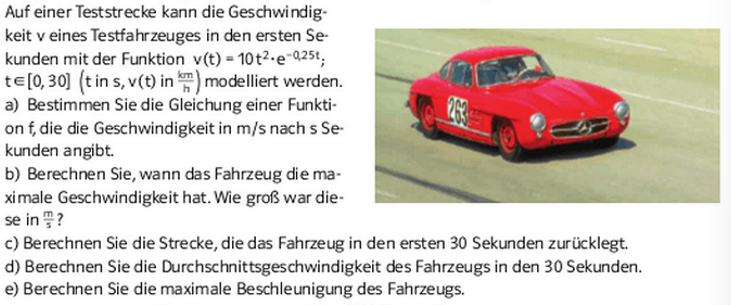 Auf einer Teststrecke kann die Geschwindig-
keit v eines Testfahrzeuges in den ersten Se-
kunden mit der Funktion v(t) = 10t²·e⁻⁰,²⁵ᵗ;
t∈[0, 30] (t in s, v(t) in km/h) modelliert werden.
a) Bestimmen Sie die Gleichung einer Funkti-
on f, die die Geschwindigkeit in m/s nach s Se-
kunden angibt.
b) Berechnen Sie, wann das Fahrzeug die ma-
ximale Geschwindigkeit hat. Wie groß war die-
se in m/s?
c) Berechnen Sie die Strecke, die das Fahrzeug in den ersten 30 Sekunden zurücklegt.
d) Berechnen Sie die Durchschnittsgeschwindigkeit des Fahrzeugs in den 30 Sekunden.
e) Berechnen Sie die maximale Beschleunigung des Fahrzeugs.
263